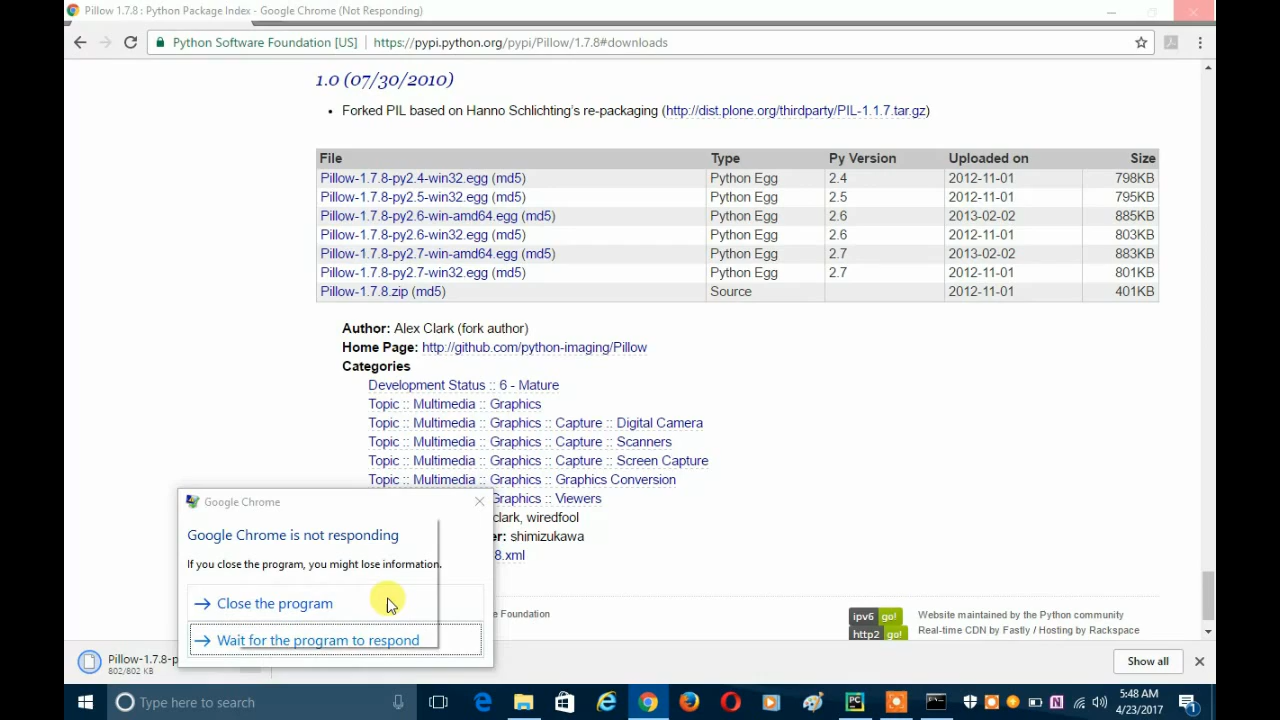 Pillow 1.7.8 : Python Package Index - Google Chrome (Not Responding)
Python Software Foundation [US] https://pypi.python.org/pypi/Pillow/1.7.8#downloads
1.0 (07/30/2010)
• Forked PIL based on Hanno Schlichting's re-packaging (http://dist.plone.org/thirdparty/PIL-1.1.7.tar.gz)
File Type Py Version Uploaded on Size
Pillow-1.7.8-py2.4-win32.egg (md5) Python Egg 2.4 2012-11-01 798KB
Pillow-1.7.8-py2.5-win32.egg (md5) Python Egg 2.5 2012-11-01 795KB
Pillow-1.7.8-py2.6-win-amd64.egg (md5) Python Egg 2.6 2013-02-02 885KB
Pillow-1.7.8-py2.6-win32.egg (md5) Python Egg 2.6 2012-11-01 803KB
Pillow-1.7.8-py2.7-win-amd64.egg (md5) Python Egg 2.7 2013-02-02 883KB
Pillow-1.7.8-py2.7-win32.egg (md5) Python Egg 2.7 2012-11-01 801KB
Pillow-1.7.8.zip (md5) Source 2012-11-01 401KB
Author: Alex Clark (fork author)
Home Page: http://github.com/python-imaging/Pillow
Categories
Development Status :: 6 - Mature
Topic :: Multimedia :: Graphics
Topic :: Multimedia :: Graphics :: Capture :: Digital Camera
Topic :: Multimedia :: Graphics :: Capture :: Scanners
Topic :: Multimedia :: Graphics :: Capture :: Screen Capture
Topic :: Multimedia :: Graphics :: Graphics Conversion
Graphics :: Viewers
clark, wiredfool
er: shimizukawa
8.xml
Google Chrome
Google Chrome is not responding
If you close the program, you might lose information.
Close the program
Wait for the program to respond
e Foundation
ipv6 go!
http2 go!
Website maintained by the Python community
Real-time CDN by Fastly / Hosting by Rackspace
Pillow-1.7.8-p
802/802 KB
Show all
Type here to search
5:48 AM
4/23/2017